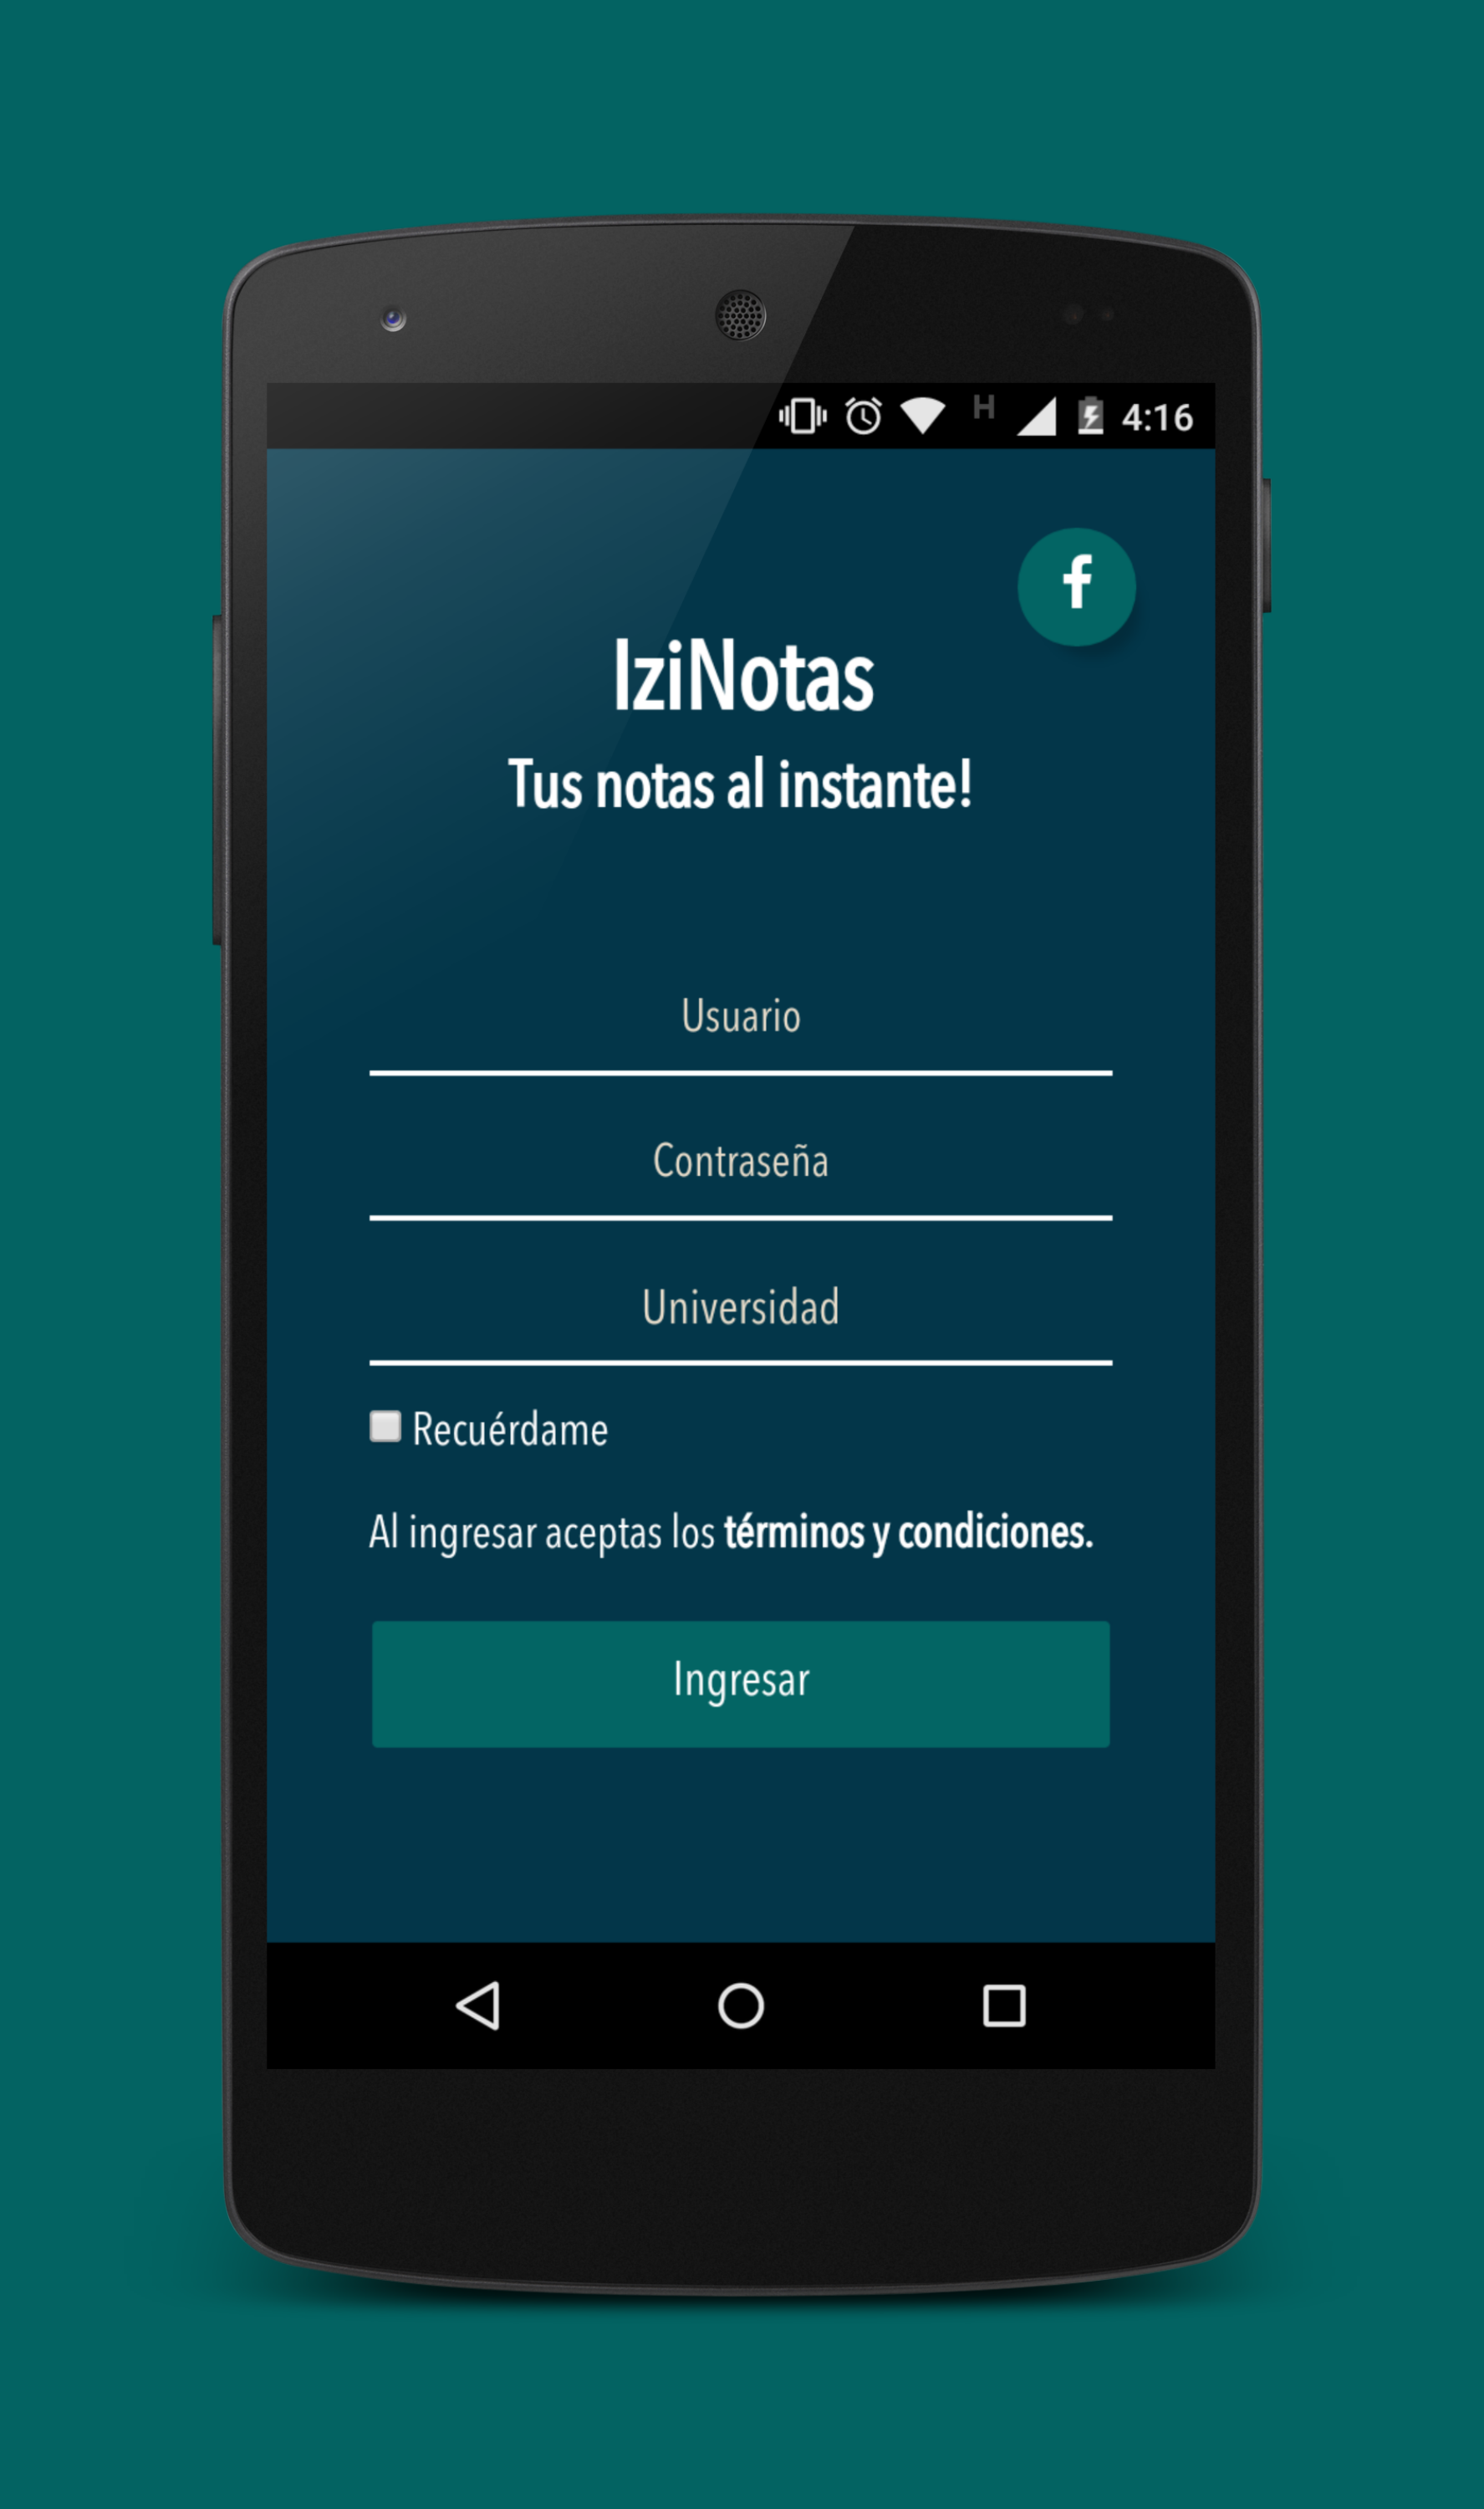 H 4:16
f
IziNotas
Tus notas al instante!
Usuario
Contraseña
Universidad
Recuérdame
Al ingresar aceptas los términos y condiciones.
Ingresar